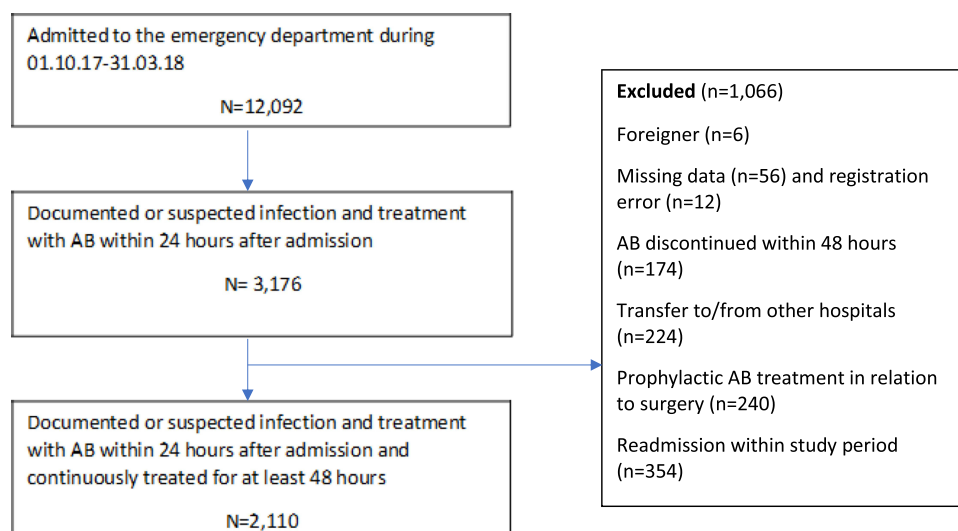 Admitted to the emergency department during
01.10.17-31.03.18
N=12,092
Documented or suspected infection and treatment
with AB within 24 hours after admission
N= 3,176
Excluded (n=1,066)
Foreigner (n=6)
Missing data (n=56) and registration
error (n=12)
AB discontinued within 48 hours
(n=174)
Transfer to/from other hospitals
(n=224)
Prophylactic AB treatment in relation
to surgery (n=240)
Readmission within study period
(n=354)
Documented or suspected infection and treatment
with AB within 24 hours after admission and
continuously treated for at least 48 hours
N=2,110